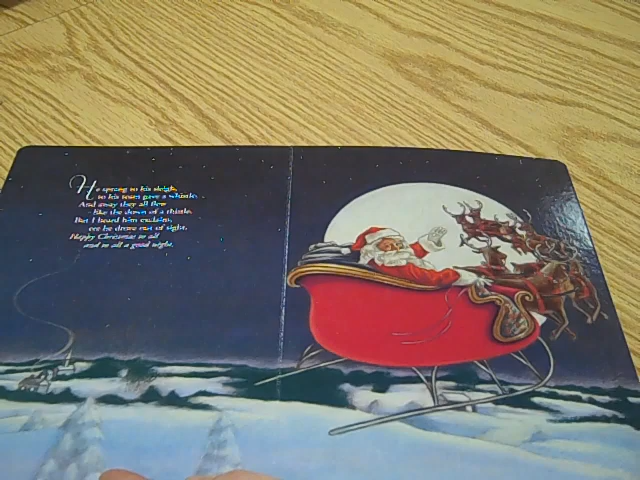 He sprang to his sleigh,
to his team gave a whistle,
And away they all flew
like the down of a thistle.
But I heard him exclaim,
ere he drove out of sight,
Happy Christmas to all
and to all a good night.